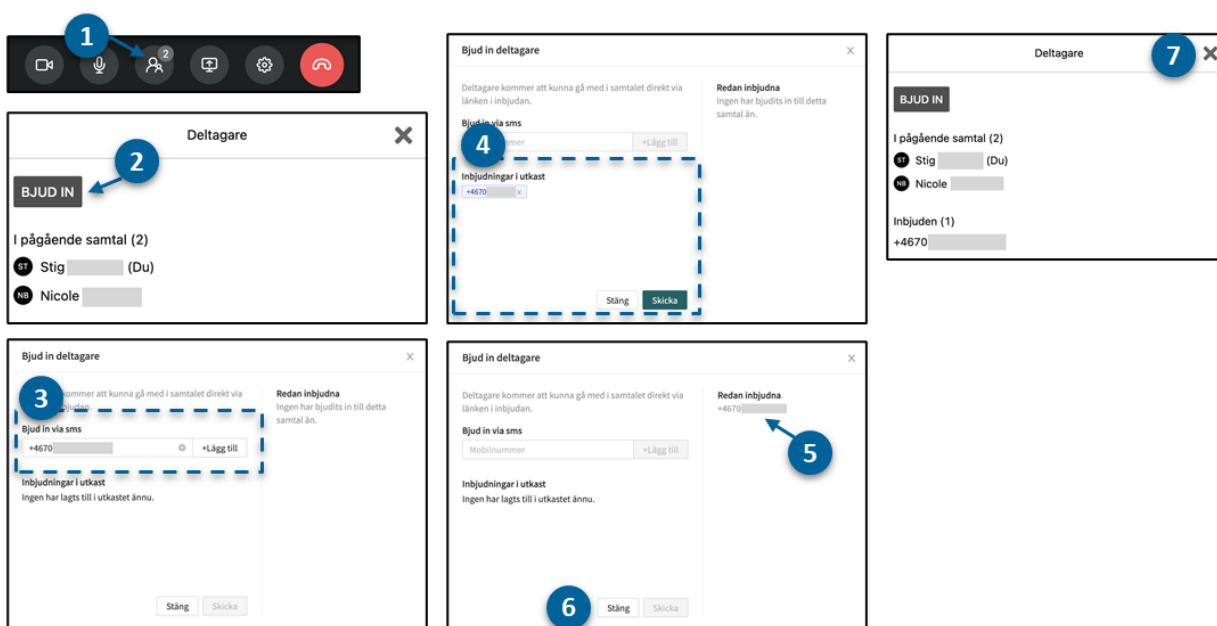 1
2
2
Deltagare
BJUD IN
I pågående samtal (2)
ST Stig (Du)
NB Nicole
3
Bjud in deltagare
kommer att kunna gå med i samtalet direkt via
bjudan.
Bjud in via sms
+4670 +Lägg till
Inbjudningar i utkast
Ingen har lagts till i utkastet ännu.
Redan inbjudna
Ingen har bjudits in till detta
samtal än.
Stäng Skicka
4
Bjud in deltagare
Deltagare kommer att kunna gå med i samtalet direkt via
länken i inbjudan.
Bjud in via sms
+Lägg till
Inbjudningar i utkast
+4670 x
Redan inbjudna
Ingen har bjudits in till detta
samtal än.
Stäng Skicka
Bjud in deltagare
Deltagare kommer att kunna gå med i samtalet direkt via
länken i inbjudan.
Bjud in via sms
Mobilnummer +Lägg till
Inbjudningar i utkast
Ingen har lagts till i utkastet ännu.
Redan inbjudna
+4670
5
6
Stäng Skicka
7
Deltagare
BJUD IN
I pågående samtal (2)
ST Stig (Du)
NB Nicole
Inbjuden (1)
+4670